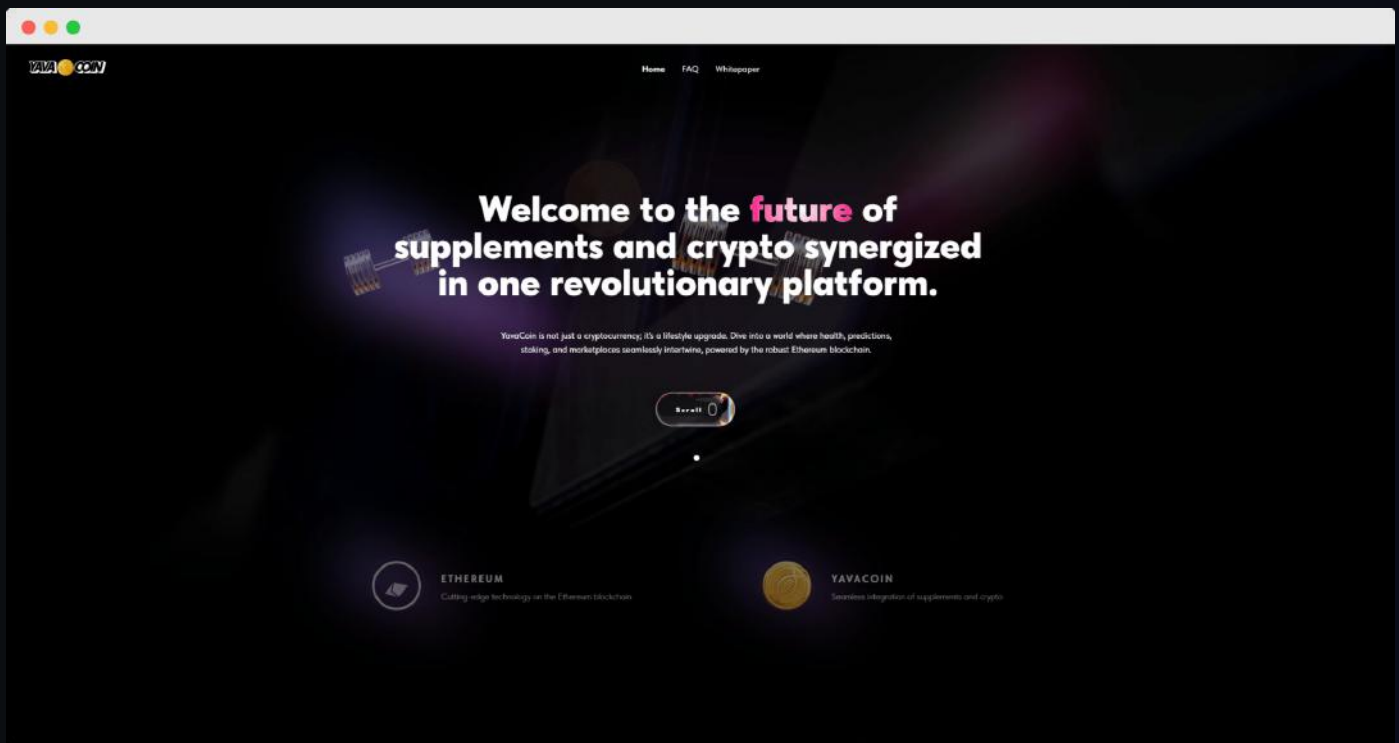 YAVA COIN
Home FAQ Whitepaper
Welcome to the future of
supplements and crypto synergized
in one revolutionary platform.
YavaCoin is not just a cryptocurrency; it's a lifestyle upgrade. Dive into a world where health, predictions,
staking, and marketplaces seamlessly intertwine, powered by the robust Ethereum blockchain.
Scroll
ETHEREUM
Cutting-edge technology on the Ethereum blockchain
YAVACOIN
Seamless integration of supplements and crypto